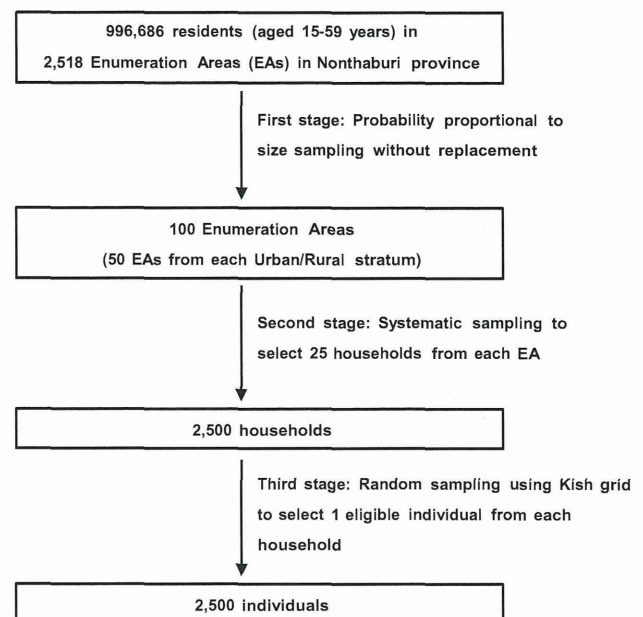 996,686 residents (aged 15-59 years) in
2,518 Enumeration Areas (EAs) in Nonthaburi province
First stage: Probability proportional to
size sampling without replacement
100 Enumeration Areas
(50 EAs from each Urban/Rural stratum)
Second stage: Systematic sampling to
select 25 households from each EA
2,500 households
Third stage: Random sampling using Kish grid
to select 1 eligible individual from each
household
2,500 individuals